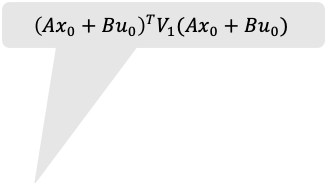 (Ax₀ + Bu₀)ᵀV₁(Ax₀ + Bu₀)